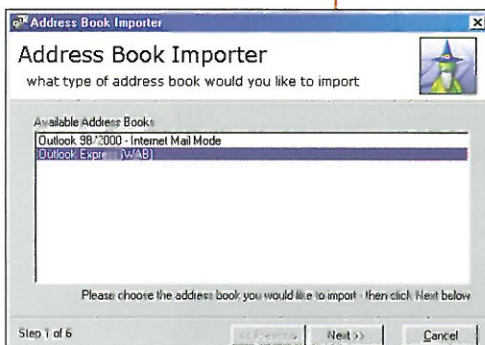 Address Book Importer
Address Book Importer
what type of address book would you like to import
Available Address Books
Outlook 98/2000 - Internet Mail Mode
Outlook Express (WAB)
Please choose the address book you would like to import - then click Next below
Step 1 of 6
<< Previous
Next >>
Cancel